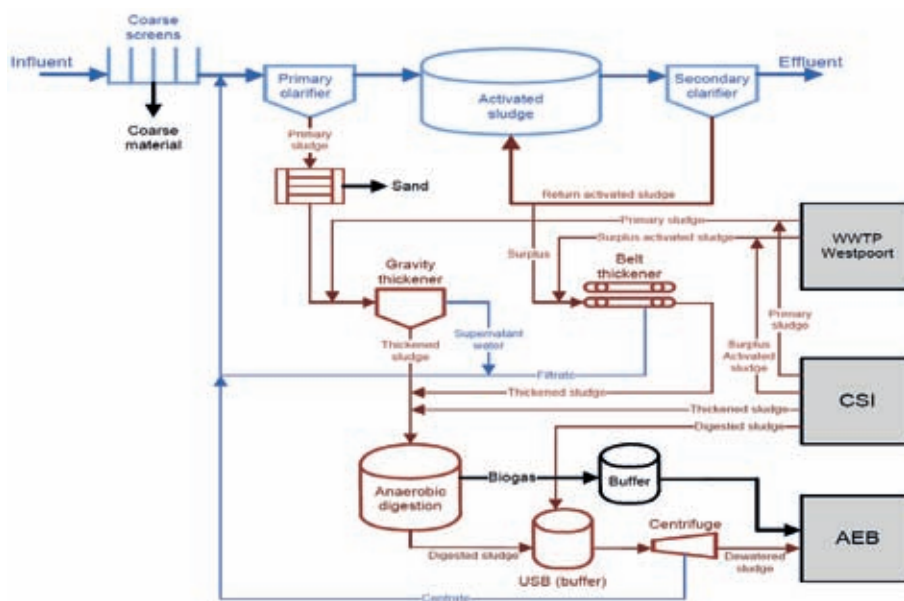 Coarse
screens
Influent
Primary
clarifier
Activated
sludge
Secondary
clarifier
Effluent
Coarse
material
Primary
sludge
Sand
Return activated sludge
Primary sludge
Surplus activated sludge
WWTP
Westpoort
Surplus
Belt
thickener
Gravity
thickener
Supernatant
water
Thickened
sludge
Primary
sludge
Surplus
Activated
sludge
Filtrate
Thickened sludge
Thickened sludge
Digested sludge
CSI
Anaerobic
digestion
Biogas
Buffer
Centrifuge
AEB
Digested sludge
USB (buffer)
Dewatered
sludge
Centrate